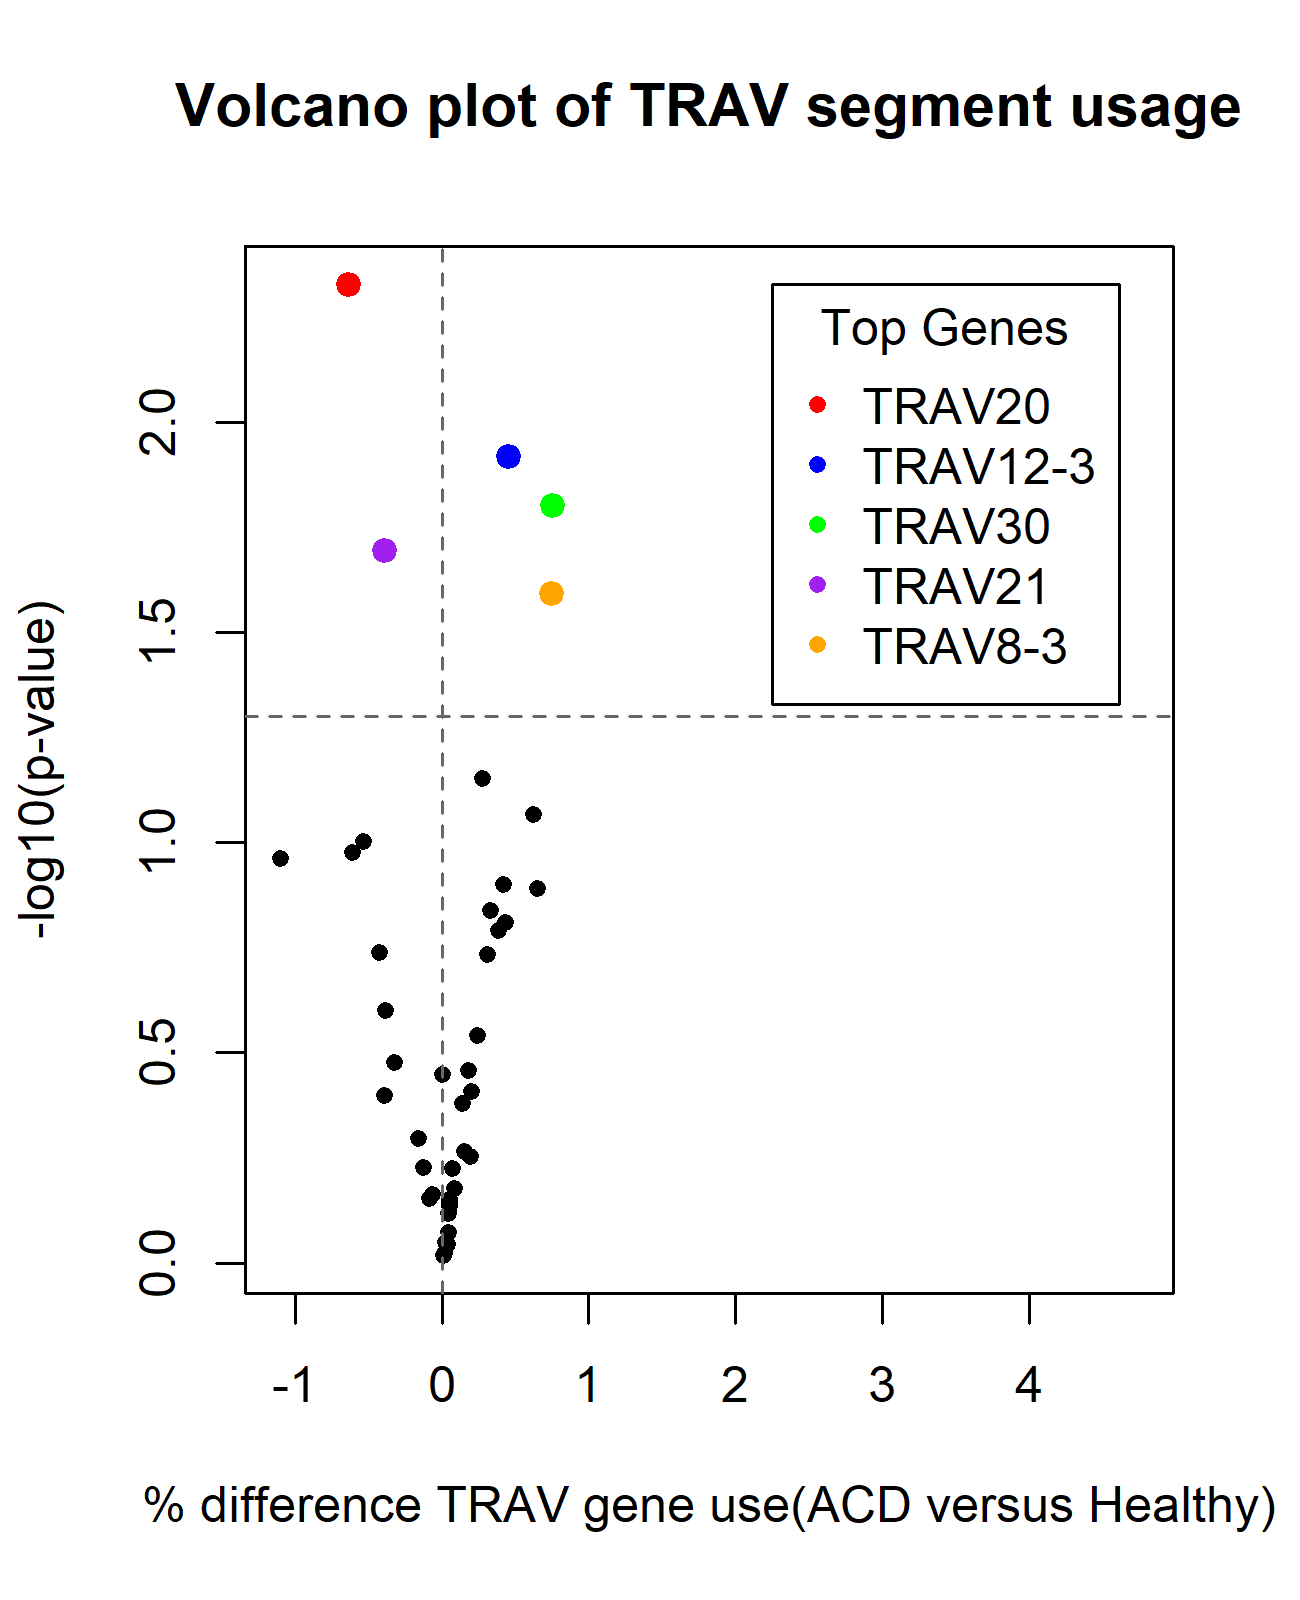 Volcano plot of TRAV segment usage
Top Genes
TRAV20
TRAV12-3
TRAV30
TRAV21
TRAV8-3
-log10(p-value)
2.0
1.5
1.0
0.5
0.0
-1 0 1 2 3 4
% difference TRAV gene use(ACD versus Healthy)